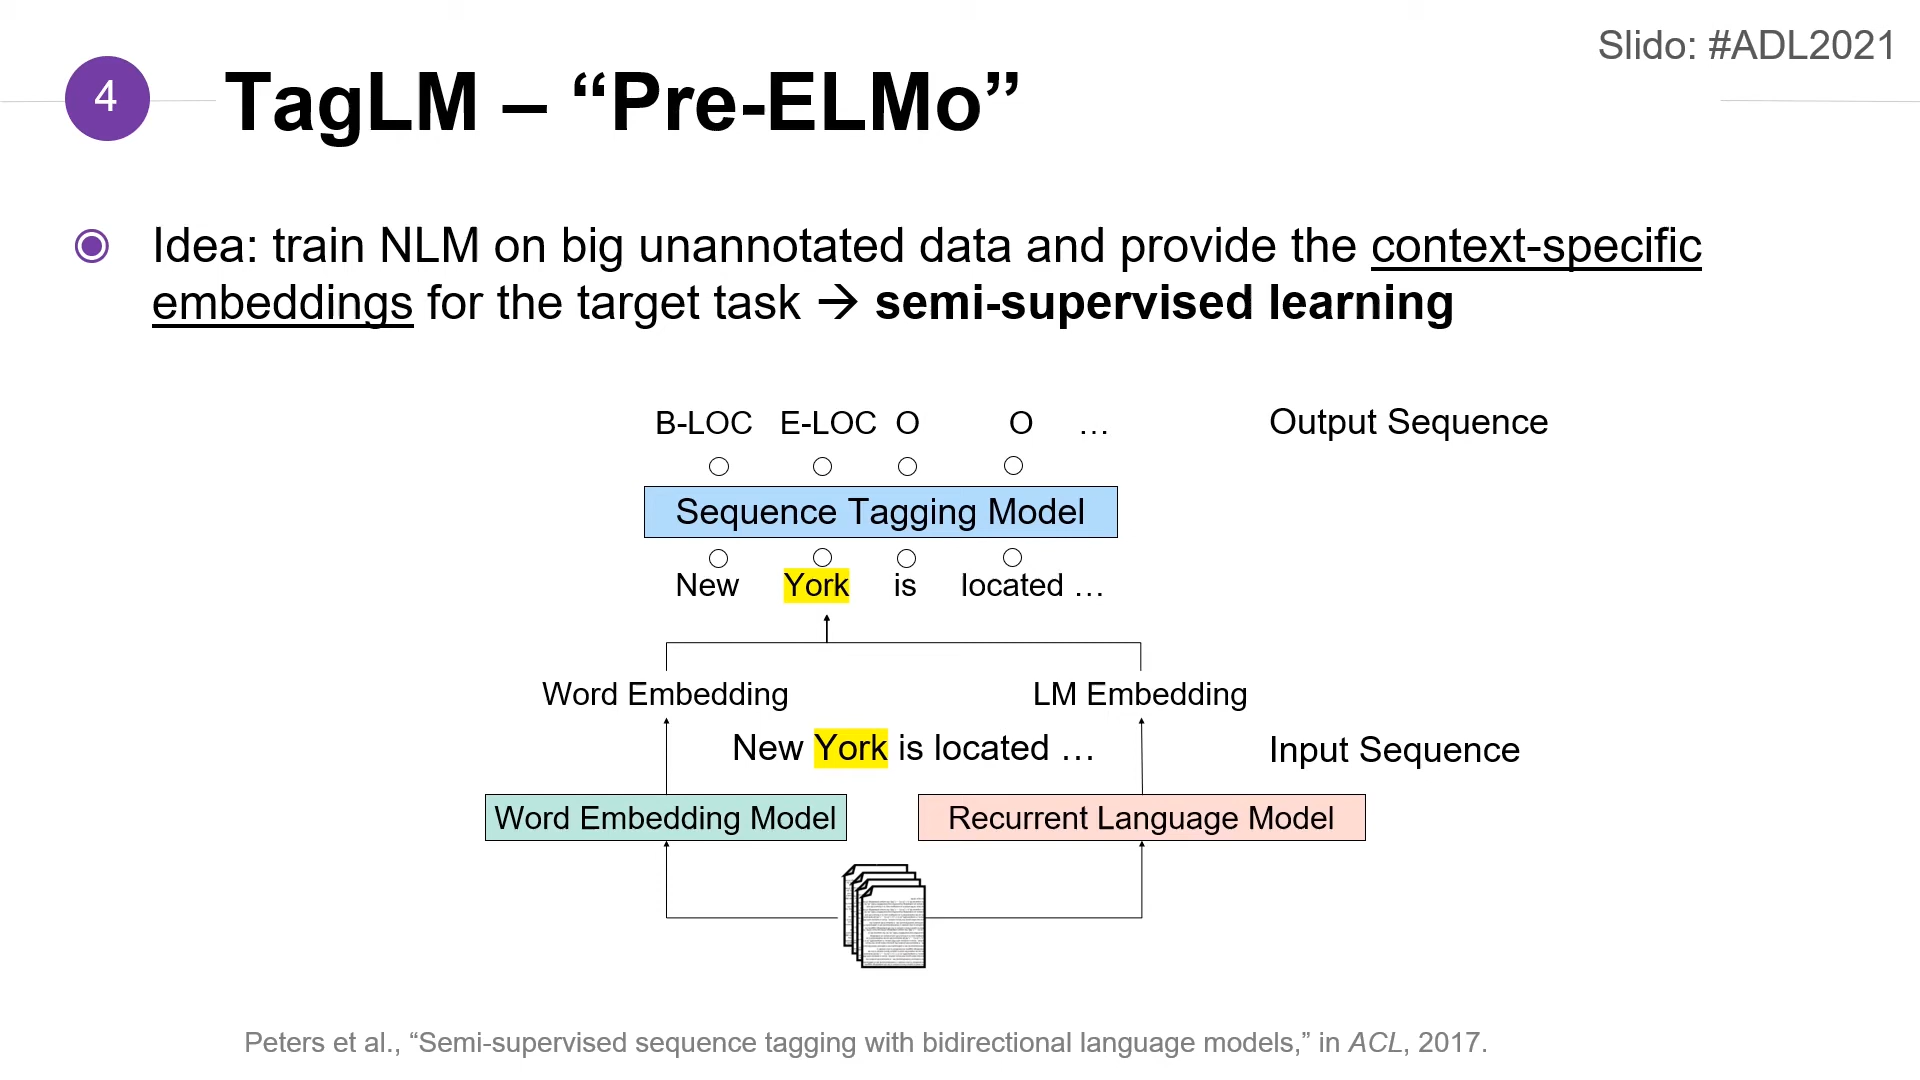 Slido: #ADL2021
4
TagLM – “Pre-ELMo”
Idea: train NLM on big unannotated data and provide the context-specific
embeddings for the target task → semi-supervised learning
B-LOC E-LOC O O … Output Sequence
Sequence Tagging Model
New York is located …
Word Embedding LM Embedding
New York is located … Input Sequence
Word Embedding Model Recurrent Language Model
Peters et al., “Semi-supervised sequence tagging with bidirectional language models,” in ACL, 2017.